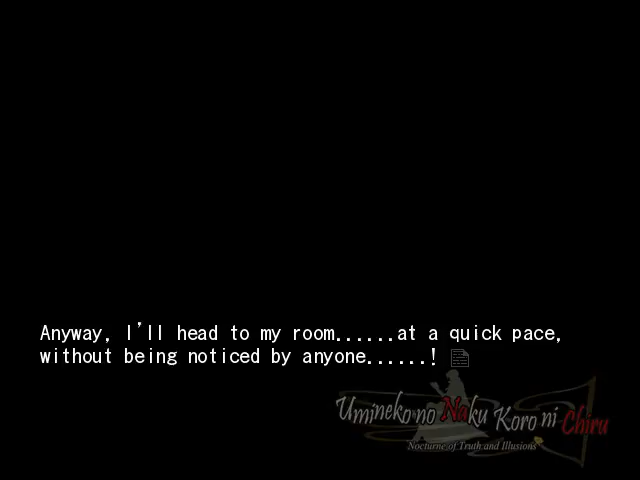 Anyway, I'll head to my room......at a quick pace,
without being noticed by anyone......!
Umineko no Naku Koro ni Chiru
Nocturne of Truth and Illusions